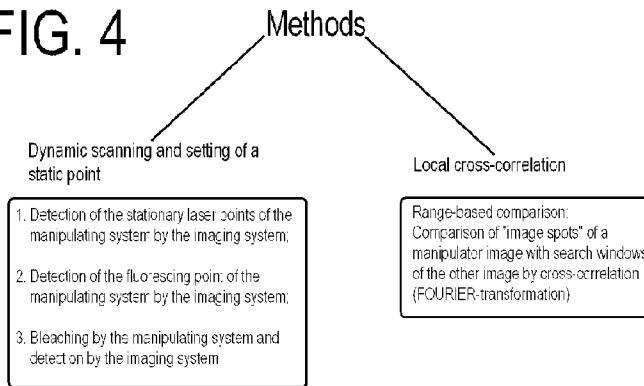 FIG. 4
Methods
Dynamic scanning and setting of a
static point
1. Detection of the stationary laser points of the
manipulating system by the imaging system;
2. Detection of the fluorescing point of the
manipulating system by the imaging system;
3. Bleaching by the manipulating system and
detection by the imaging system
Local cross-correlation
Range-based comparison:
Comparison of "image spots" of a
manipulator image with search windows
of the other image by cross-correlation
(FOURIER-transformation)